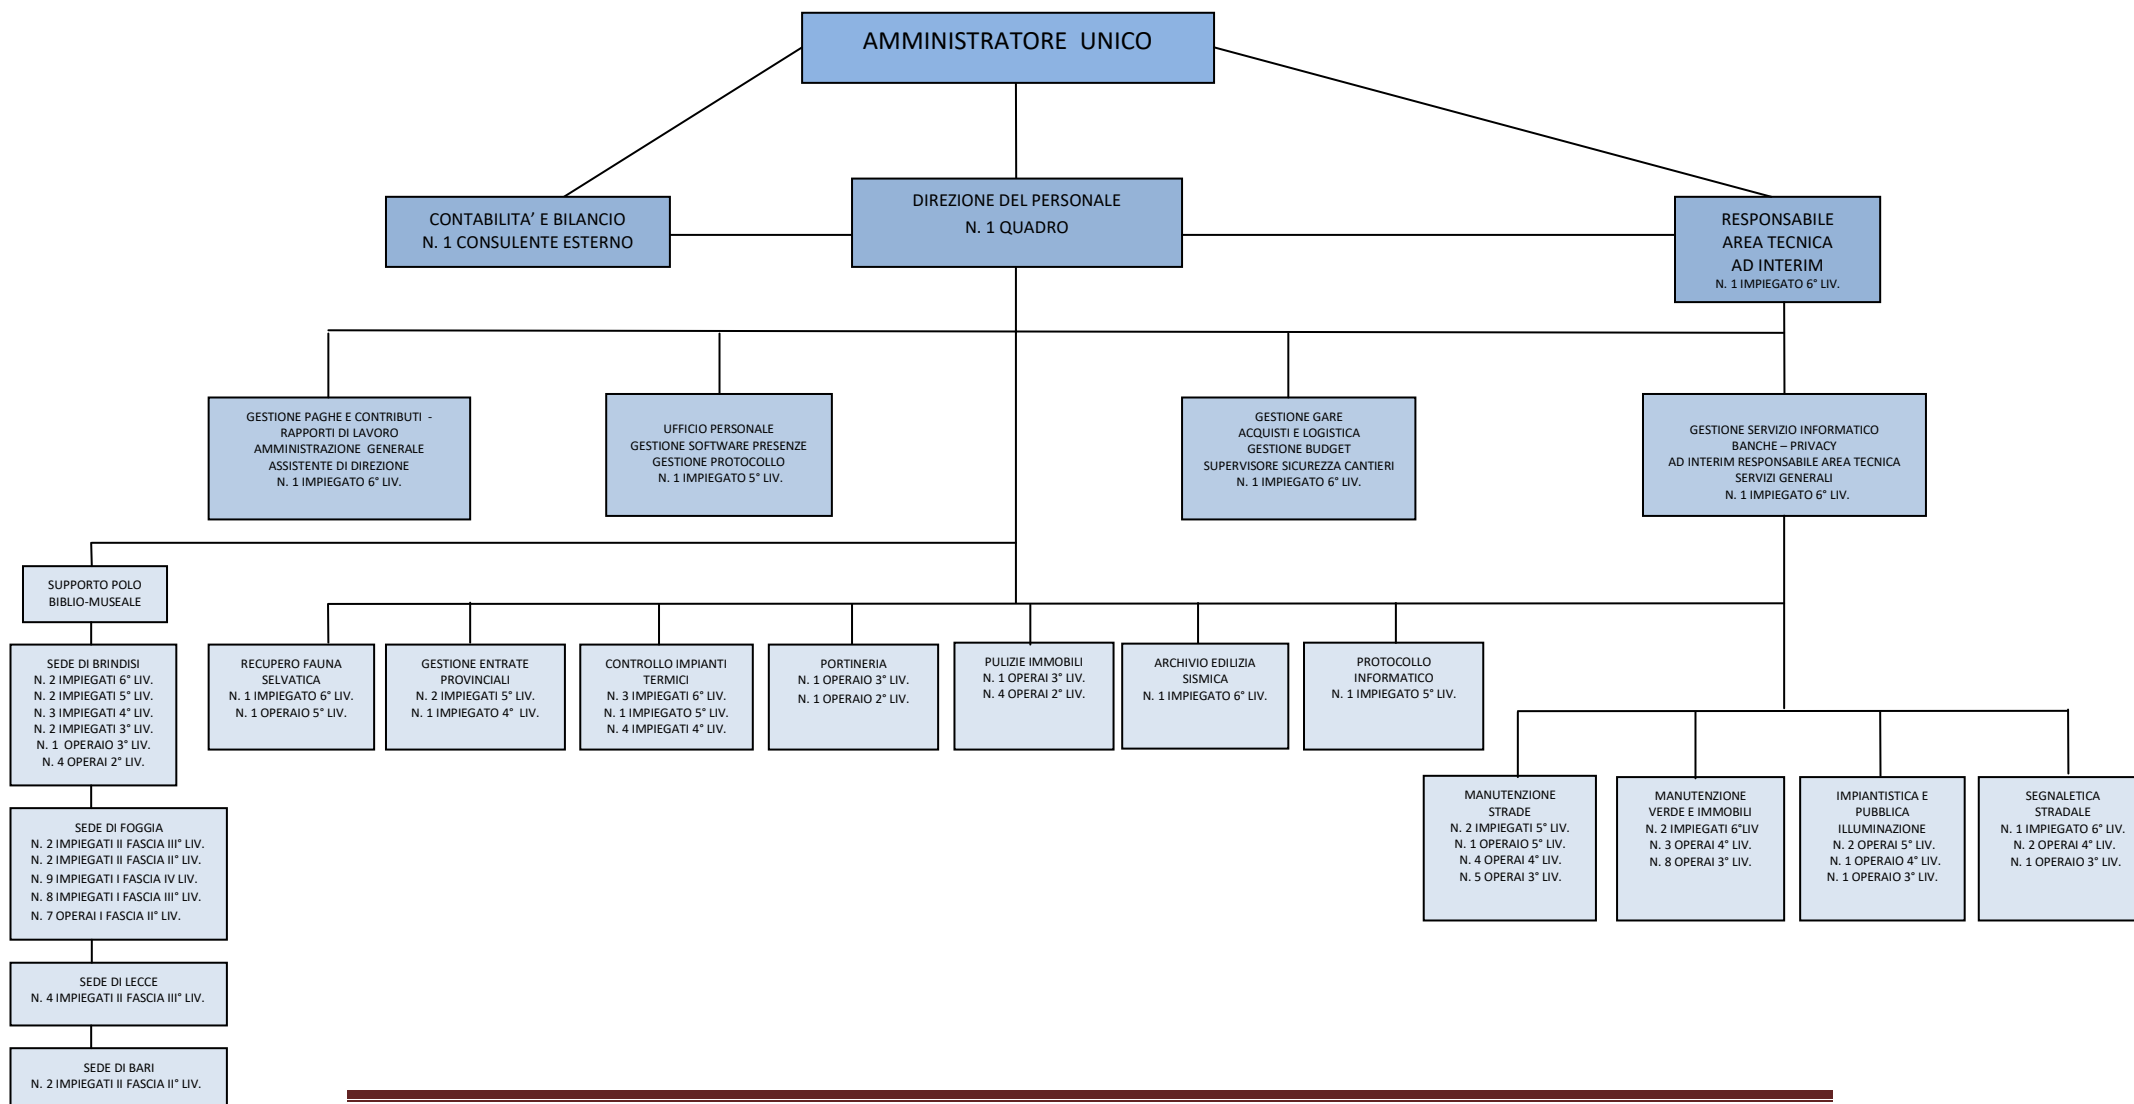 AMMINISTRATORE  UNICO
CONTABILITA’ E BILANCIO
N. 1 CONSULENTE ESTERNO
DIREZIONE DEL PERSONALE
N. 1 QUADRO
RESPONSABILE
AREA TECNICA
AD INTERIM
N. 1 IMPIEGATO 6° LIV.
GESTIONE PAGHE E CONTRIBUTI  -
RAPPORTI DI LAVORO
AMMINISTRAZIONE  GENERALE
ASSISTENTE DI DIREZIONE
N. 1 IMPIEGATO 6° LIV.
UFFICIO PERSONALE
GESTIONE SOFTWARE PRESENZE
GESTIONE PROTOCOLLO
N. 1 IMPIEGATO 5° LIV.
GESTIONE GARE
ACQUISTI E LOGISTICA
GESTIONE BUDGET
SUPERVISORE SICUREZZA CANTIERI
N. 1 IMPIEGATO 6° LIV.
GESTIONE SERVIZIO INFORMATICO
BANCHE – PRIVACY
AD INTERIM RESPONSABILE AREA TECNICA
SERVIZI GENERALI
N. 1 IMPIEGATO 6° LIV.
SUPPORTO POLO
BIBLIO-MUSEALE
SEDE DI BRINDISI
N. 2 IMPIEGATI 6° LIV.
N. 2 IMPIEGATI 5° LIV.
N. 3 IMPIEGATI 4° LIV.
N. 2 IMPIEGATI 3° LIV.
N. 1  OPERAIO 3° LIV.
N. 4 OPERAI 2° LIV.
SEDE DI FOGGIA
N. 2 IMPIEGATI II FASCIA III° LIV.
N. 2 IMPIEGATI II FASCIA II° LIV.
N. 9 IMPIEGATI I FASCIA IV LIV.
N. 8 IMPIEGATI I FASCIA III° LIV.
N. 7 OPERAI I FASCIA II° LIV.
SEDE DI LECCE
N. 4 IMPIEGATI II FASCIA III° LIV.
SEDE DI BARI
N. 2 IMPIEGATI II FASCIA II° LIV.
RECUPERO FAUNA
SELVATICA
N. 1 IMPIEGATO 6° LIV.
N. 1 OPERAIO 5° LIV.
GESTIONE ENTRATE
PROVINCIALI
N. 2 IMPIEGATI 5° LIV.
N. 1 IMPIEGATO 4°  LIV.
CONTROLLO IMPIANTI
TERMICI
N. 3 IMPIEGATI 6° LIV.
N. 1 IMPIEGATO 5° LIV.
N. 4 IMPIEGATI 4° LIV.
PORTINERIA
N. 1 OPERAIO 3° LIV.
N. 1 OPERAIO 2° LIV.
PULIZIE IMMOBILI
N. 1 OPERAI 3° LIV.
N. 4 OPERAI 2° LIV.
ARCHIVIO EDILIZIA
SISMICA
N. 1 IMPIEGATO 6° LIV.
PROTOCOLLO
INFORMATICO
N. 1 IMPIEGATO 5° LIV.
MANUTENZIONE
STRADE
N. 2 IMPIEGATI 5° LIV.
N. 1 OPERAIO 5° LIV.
N. 4 OPERAI 4° LIV.
N. 5 OPERAI 3° LIV.
MANUTENZIONE
VERDE E IMMOBILI
N. 2 IMPIEGATI 6°LIV
N. 3 OPERAI 4° LIV.
N. 8 OPERAI 3° LIV.
IMPIANTISTICA E
PUBBLICA
ILLUMINAZIONE
N. 2 OPERAI 5° LIV.
N. 1 OPERAIO 4° LIV.
N. 1 OPERAIO 3° LIV.
SEGNALETICA
STRADALE
N. 1 IMPIEGATO 6° LIV.
N. 2 OPERAI 4° LIV.
N. 1 OPERAIO 3° LIV.